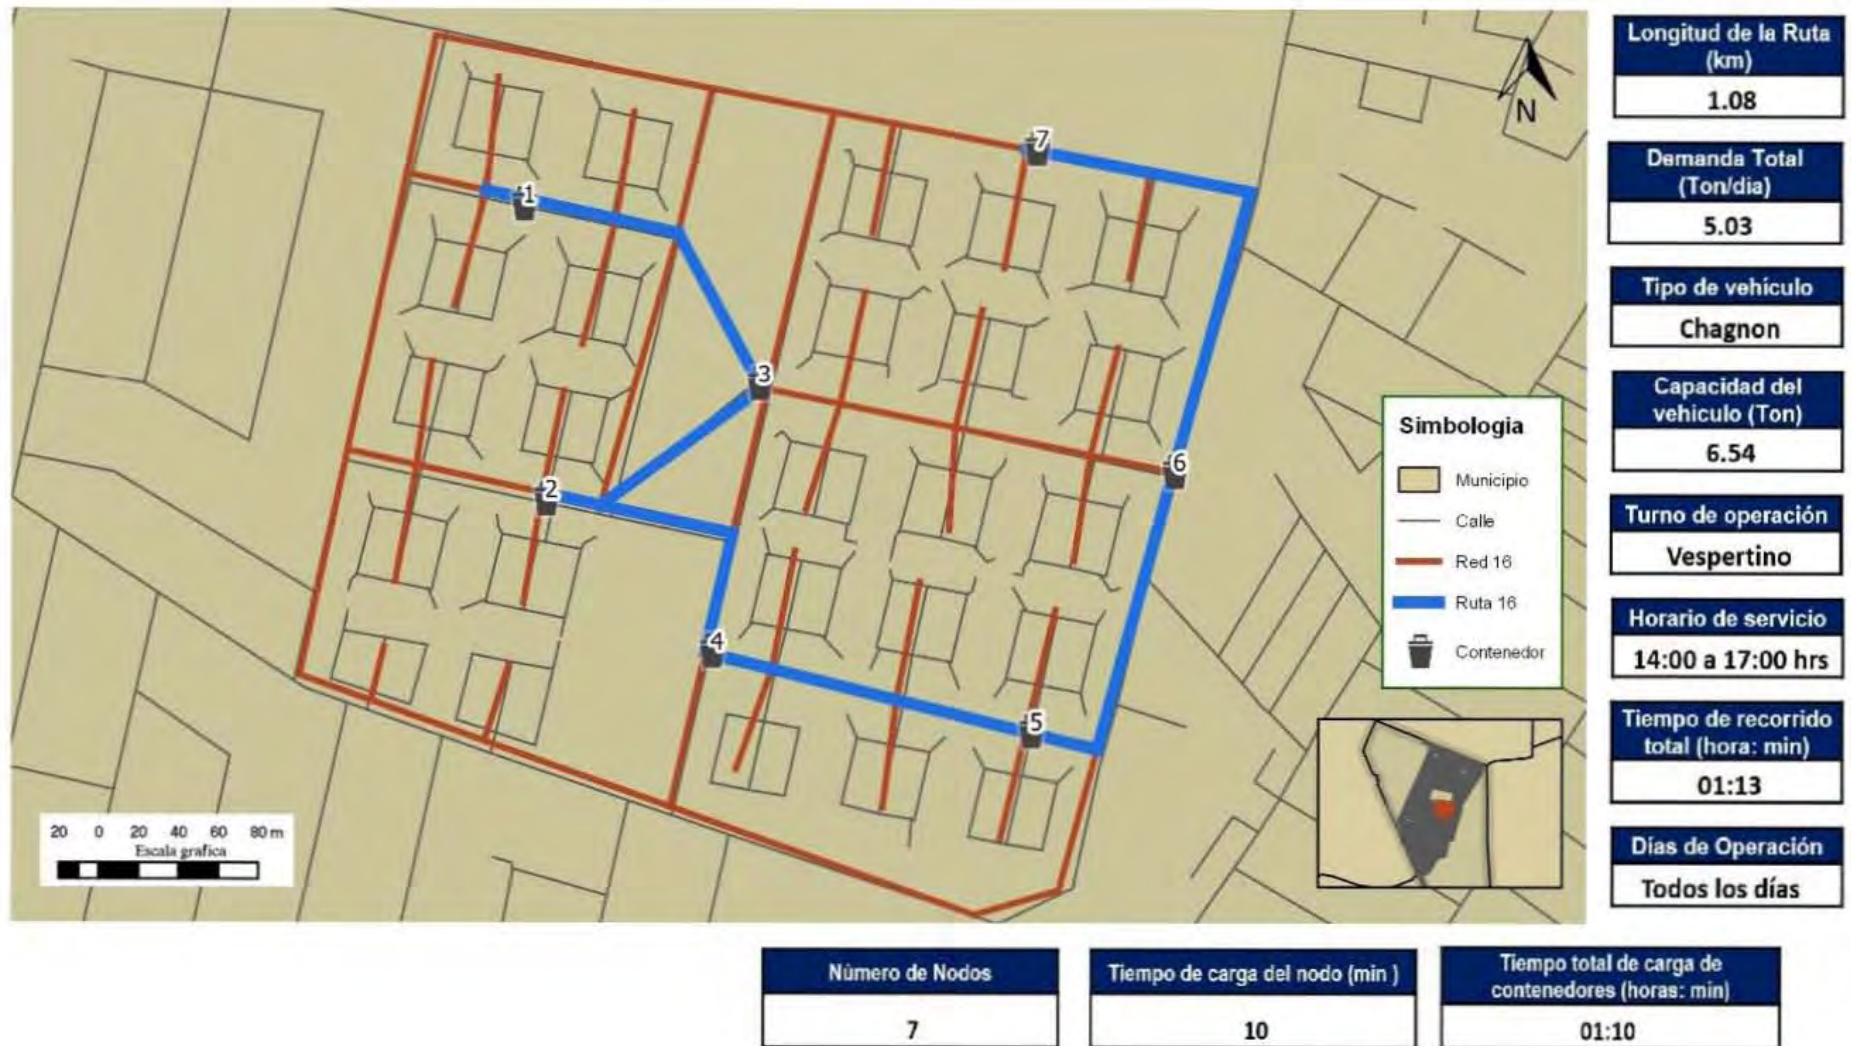 7
1
3
6
2
4
5
N
Simbologia
Municipio
Calle
Red 16
Ruta 16
Contenedor
20 0 20 40 60 80 m
Escala grafica
Longitud de la Ruta
(km)
1.08
Demanda Total
(Ton/dia)
5.03
Tipo de vehículo
Chagnon
Capacidad del
vehiculo (Ton)
6.54
Turno de operación
Vespertino
Horario de servicio
14:00 a 17:00 hrs
Tiempo de recorrido
total (hora: min)
01:13
Días de Operación
Todos los días
Número de Nodos
7
Tiempo de carga del nodo (min )
10
Tiempo total de carga de
contenedores (horas: min)
01:10